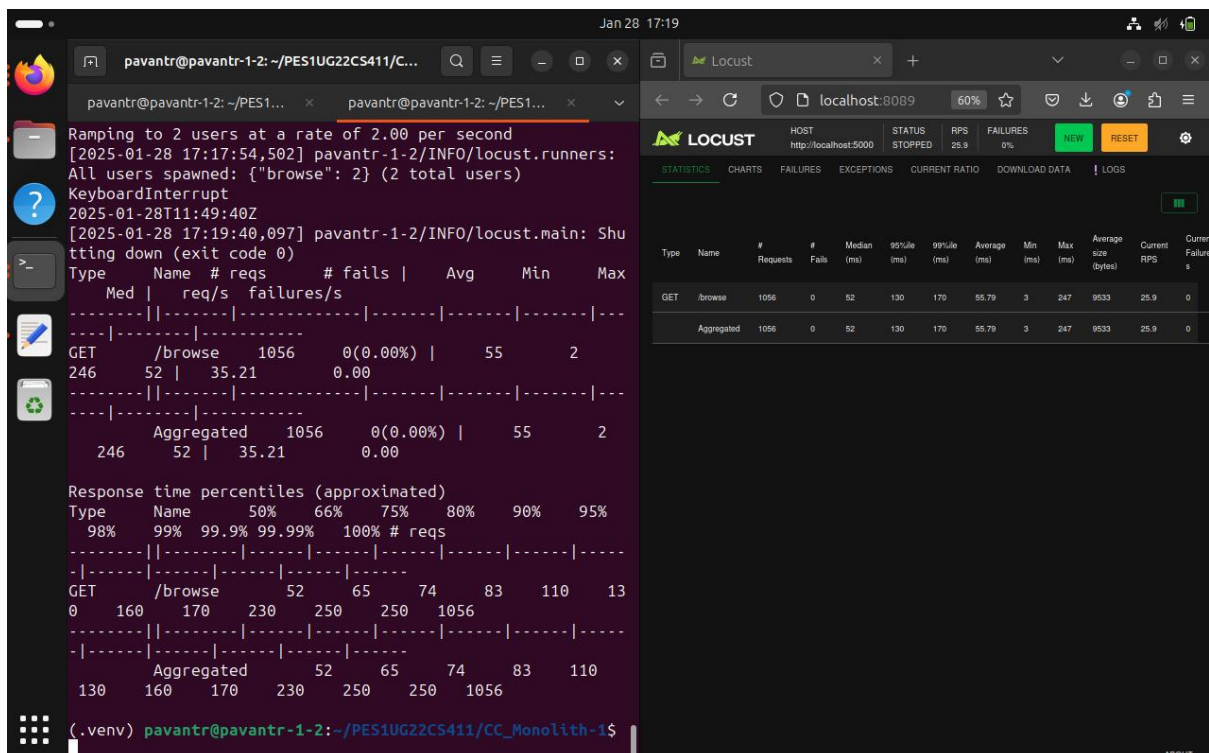 Jan 28 17:19
pavantr@pavantr-1-2: ~/PES1UG22CS411/C...
pavantr@pavantr-1-2: ~/PES1...
pavantr@pavantr-1-2: ~/PES1...
Ramping to 2 users at a rate of 2.00 per second
[2025-01-28 17:17:54,502] pavantr-1-2/INFO/locust.runners:
All users spawned: {"browse": 2} (2 total users)
KeyboardInterrupt
2025-01-28T11:49:40Z
[2025-01-28 17:19:40,097] pavantr-1-2/INFO/locust.main: Shu
tting down (exit code 0)
Type Name # reqs # fails | Avg Min Max
Med | req/s failures/s
--------||-------|-------------|-------|-------|-------|---
----|--------|-----------
GET /browse 1056 0(0.00%) | 55 2
246 52 | 35.21 0.00
--------||-------|-------------|-------|-------|-------|---
----|--------|-----------
Aggregated 1056 0(0.00%) | 55 2
246 52 | 35.21 0.00
Response time percentiles (approximated)
Type Name 50% 66% 75% 80% 90% 95%
98% 99% 99.9% 99.99% 100% # reqs
--------||--------|------|------|------|------|------|-----
-|------|------|------|------|------
GET /browse 52 65 74 83 110 13
0 160 170 230 250 250 1056
--------||--------|------|------|------|------|------|-----
-|------|------|------|------|------
Aggregated 52 65 74 83 110
130 160 170 230 250 250 1056
(.venv) pavantr@pavantr-1-2:~/PES1UG22CS411/CC_Monolith-1$
Locust
localhost:8089 60%
LOCUST
HOST STATUS RPS FAILURES
http://localhost:5000 STOPPED 25.9 0%
NEW RESET
STATISTICS CHARTS FAILURES EXCEPTIONS CURRENT RATIO DOWNLOAD DATA ! LOGS
Type Name # Requests # Fails Median (ms) 95%ile (ms) 99%ile (ms) Average (ms) Min (ms) Max (ms) Average size (bytes) Current RPS Curren Failure s
GET /browse 1056 0 52 130 170 55.79 3 247 9533 25.9 0
Aggregated 1056 0 52 130 170 55.79 3 247 9533 25.9 0